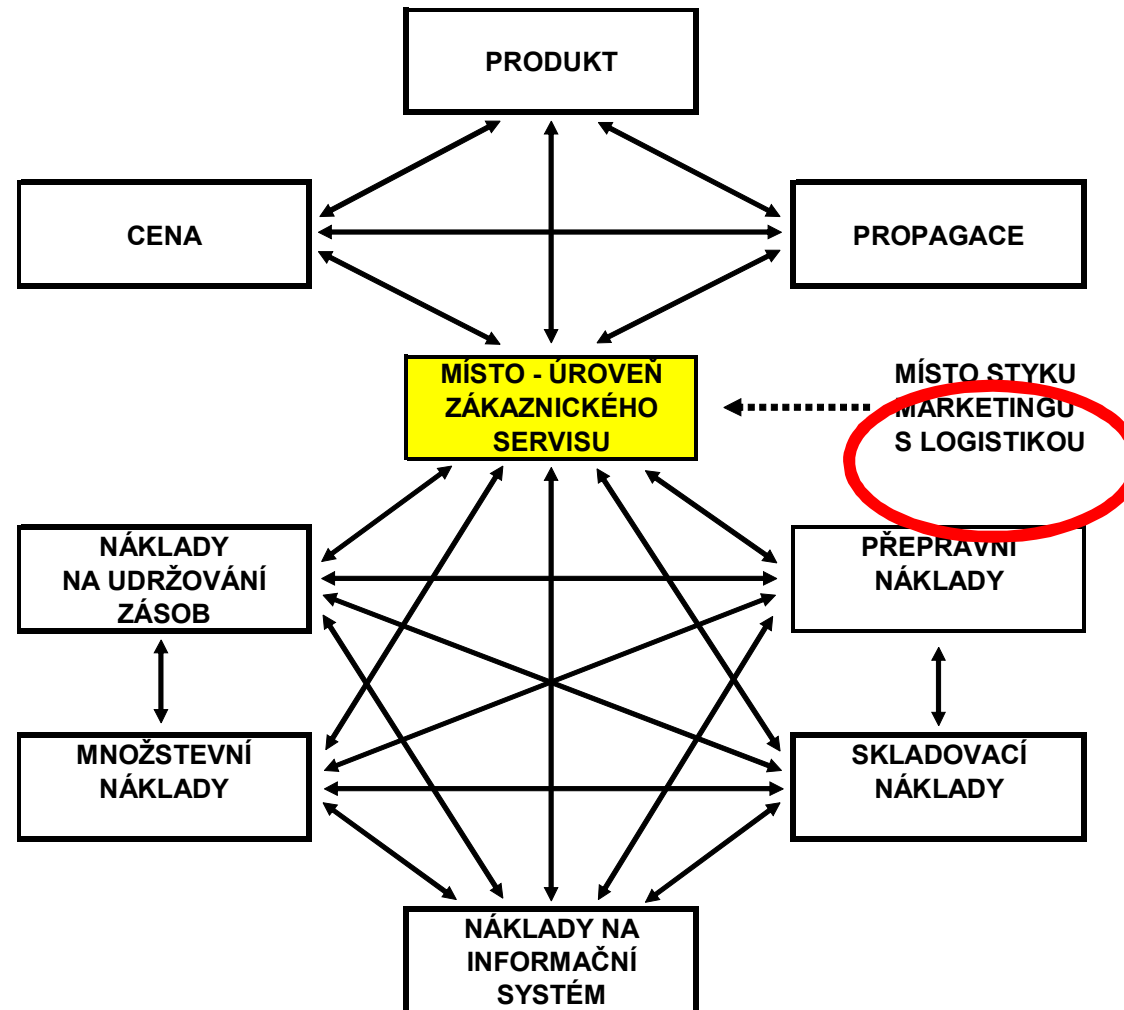 PRODUKT
CENA
PROPAGACE
MÍSTO - ÚROVEŇ
ZÁKAZNICKÉHO
SERVISU
MÍSTO STYKU
MARKETINGU
S LOGISTIKOU
NÁKLADY
NA UDRŽOVÁNÍ
ZÁSOB
PŘEPRAVNÍ
NÁKLADY
MNOŽSTEVNÍ
NÁKLADY
SKLADOVACÍ
NÁKLADY
NÁKLADY NA
INFORMAČNÍ
SYSTÉM